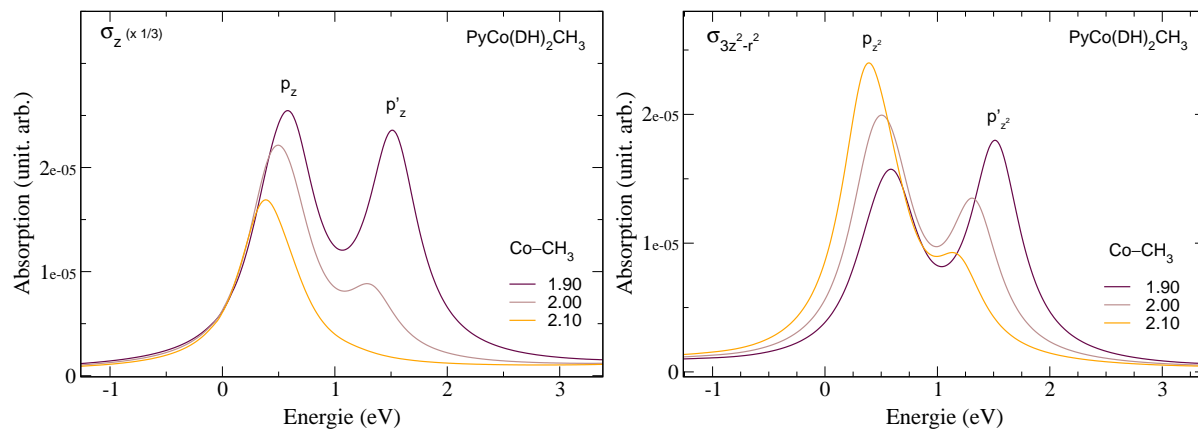 σz (x 1/3)
PyCo(DH)2CH3
pz
p'z
Absorption (unit. arb.)
2e-05
1e-05
0
Co−CH3
1.90
2.00
2.10
-1 0 1 2 3
Energie (eV)
σ3z²-r²
PyCo(DH)2CH3
pz²
p'z²
Absorption (unit. arb.)
2e-05
1e-05
0
Co−CH3
1.90
2.00
2.10
-1 0 1 2 3
Energie (eV)